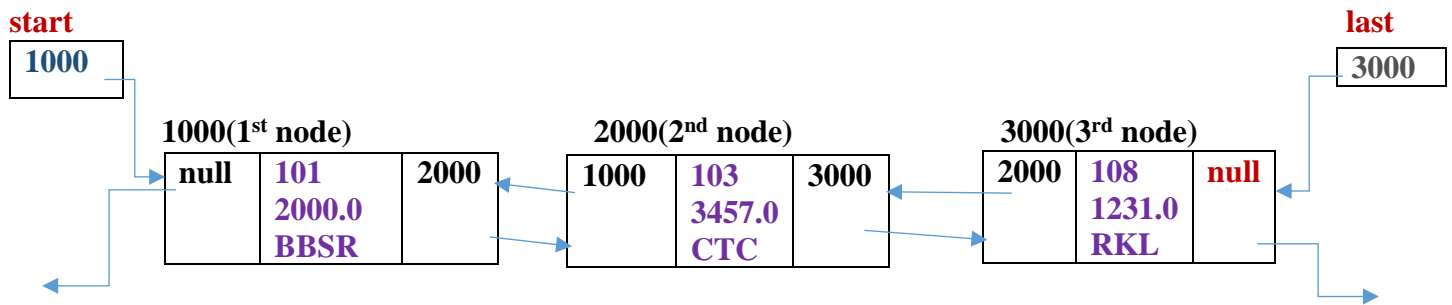 start
last
1000
3000
1000(1st node)
2000(2nd node)
3000(3rd node)
null 101 2000
2000.0
BBSR
1000 103 3000
3457.0
CTC
2000 108 null
1231.0
RKL